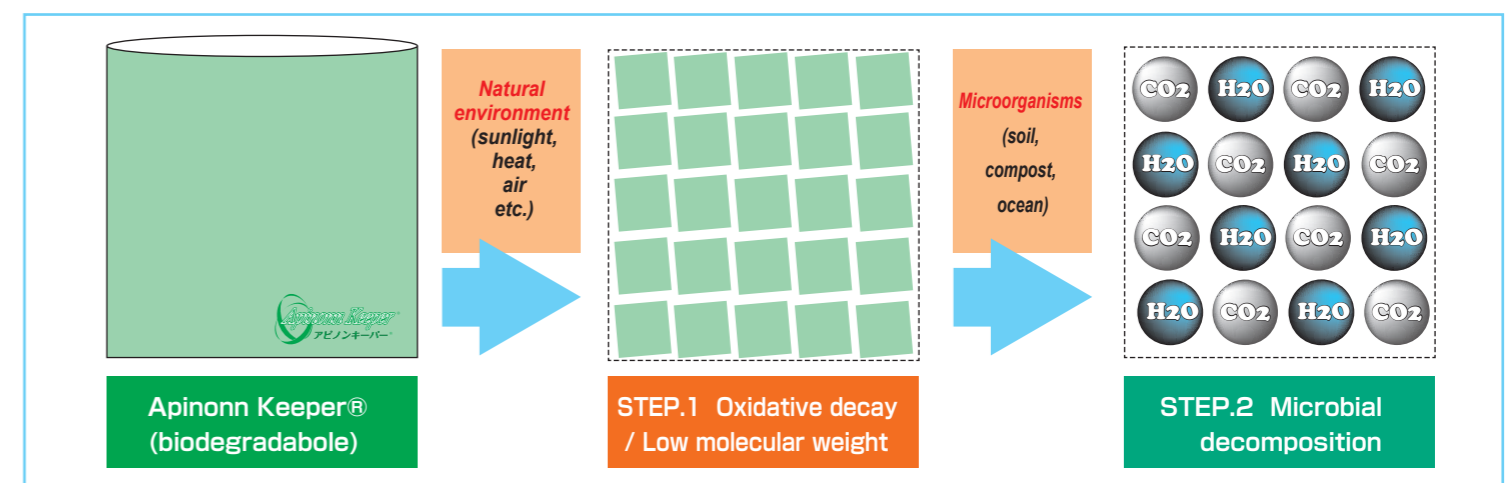 Natural
environment
(sunlight,
heat,
air
etc.)
Microorganisms
(soil,
compost,
ocean)
CO2 H2O CO2 H2O
H2O CO2 H2O CO2
CO2 H2O CO2 H2O
H2O CO2 H2O CO2
Apinonn Keeper
アピノンキーパー
Apinonn Keeper®
(biodegradabole)
STEP.1 Oxidative decay
/ Low molecular weight
STEP.2 Microbial
decomposition